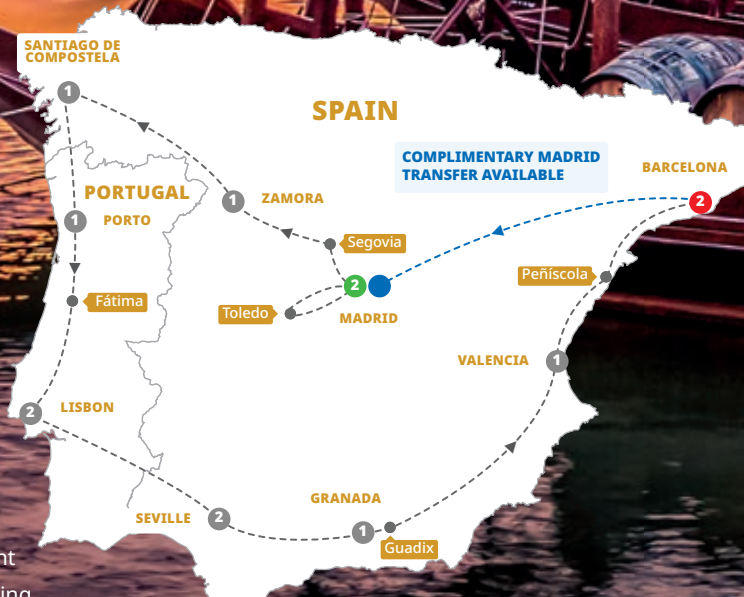 SANTIAGO DE
COMPOSTELA
1
SPAIN
COMPLIMENTARY MADRID
TRANSFER AVAILABLE
BARCELONA
2
PORTUGAL
1
ZAMORA
1
PORTO
Segovia
Peñíscola
2
Fátima
Toledo
MADRID
VALENCIA
1
2
LISBON
GRANADA
SEVILLE
2
1
Guadix